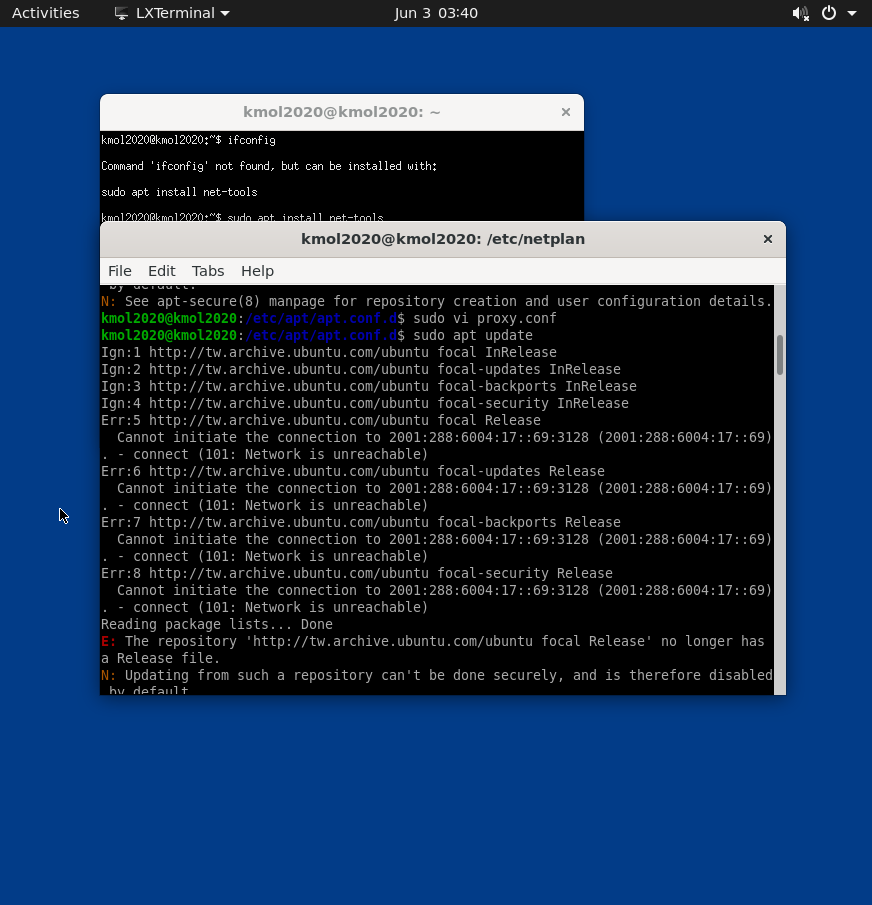 Activities
LXTerminal
Jun 3 03:40
kmol2020@kmol2020: ~
kmol2020@kmol2020:~$ ifconfig
Command 'ifconfig' not found, but can be installed with:
sudo apt install net-tools
kmol2020@kmol2020:~$ sudo apt install net-tools
kmol2020@kmol2020: /etc/netplan
File Edit Tabs Help
by default.
N: See apt-secure(8) manpage for repository creation and user configuration details.
kmol2020@kmol2020:/etc/apt/apt.conf.d$ sudo vi proxy.conf
kmol2020@kmol2020:/etc/apt/apt.conf.d$ sudo apt update
Ign:1 http://tw.archive.ubuntu.com/ubuntu focal InRelease
Ign:2 http://tw.archive.ubuntu.com/ubuntu focal-updates InRelease
Ign:3 http://tw.archive.ubuntu.com/ubuntu focal-backports InRelease
Ign:4 http://tw.archive.ubuntu.com/ubuntu focal-security InRelease
Err:5 http://tw.archive.ubuntu.com/ubuntu focal Release
Cannot initiate the connection to 2001:288:6004:17::69:3128 (2001:288:6004:17::69)
. - connect (101: Network is unreachable)
Err:6 http://tw.archive.ubuntu.com/ubuntu focal-updates Release
Cannot initiate the connection to 2001:288:6004:17::69:3128 (2001:288:6004:17::69)
. - connect (101: Network is unreachable)
Err:7 http://tw.archive.ubuntu.com/ubuntu focal-backports Release
Cannot initiate the connection to 2001:288:6004:17::69:3128 (2001:288:6004:17::69)
. - connect (101: Network is unreachable)
Err:8 http://tw.archive.ubuntu.com/ubuntu focal-security Release
Cannot initiate the connection to 2001:288:6004:17::69:3128 (2001:288:6004:17::69)
. - connect (101: Network is unreachable)
Reading package lists... Done
E: The repository 'http://tw.archive.ubuntu.com/ubuntu focal Release' no longer has
a Release file.
N: Updating from such a repository can't be done securely, and is therefore disabled
by default